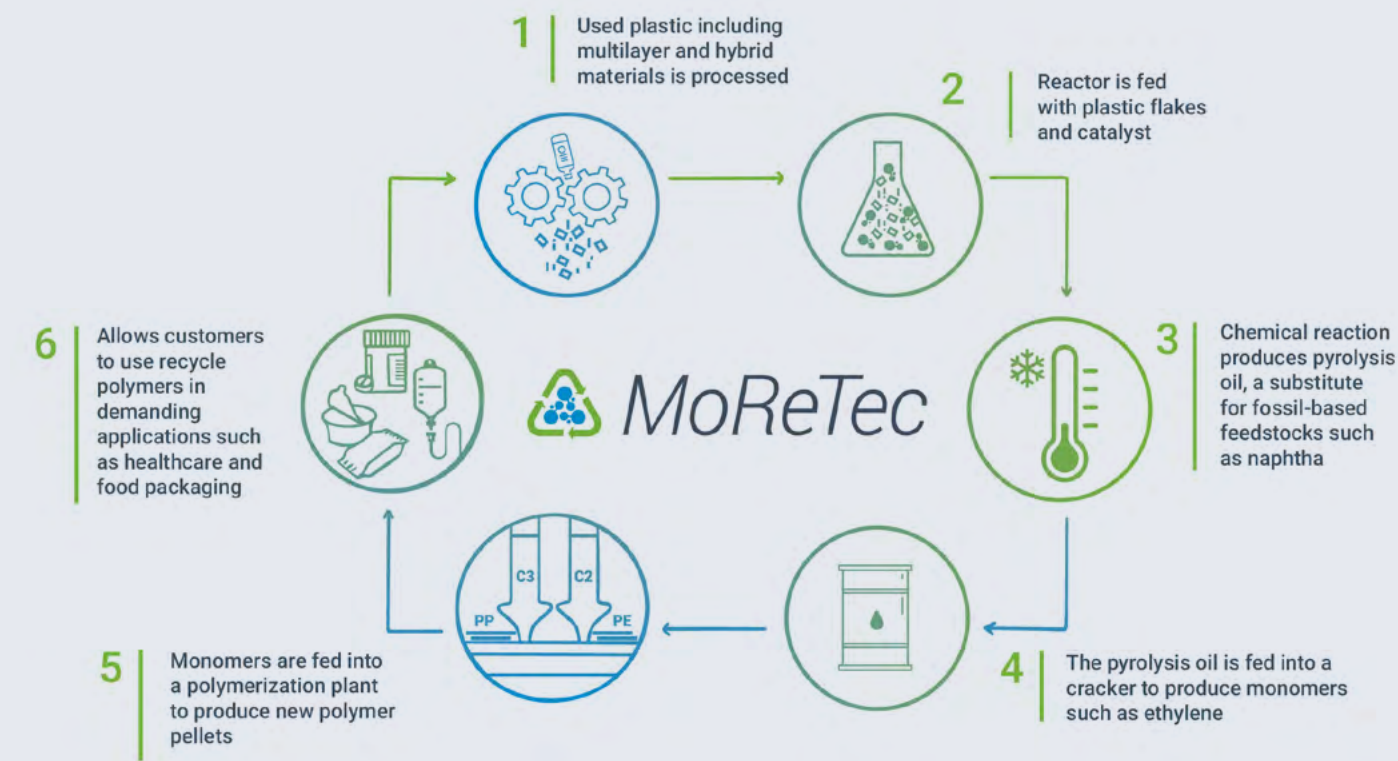 1
Used plastic including
multilayer and hybrid
materials is processed
2
Reactor is fed
with plastic flakes
and catalyst
3
Chemical reaction
produces pyrolysis
oil, a substitute
for fossil-based
feedstocks such
as naphtha
4
The pyrolysis oil is fed into a
cracker to produce monomers
such as ethylene
5
Monomers are fed into
a polymerization plant
to produce new polymer
pellets
6
Allows customers
to use recycle
polymers in
demanding
applications such
as healthcare and
food packaging
MoReTec
C3
C2
PP
PE